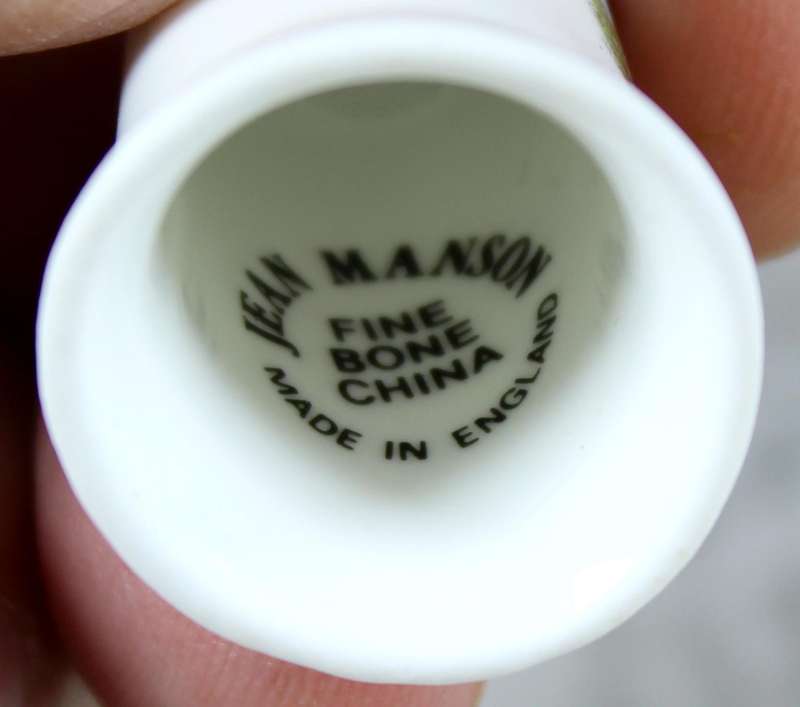 JEAN MANSON
FINE
BONE
CHINA
MADE IN ENGLAND